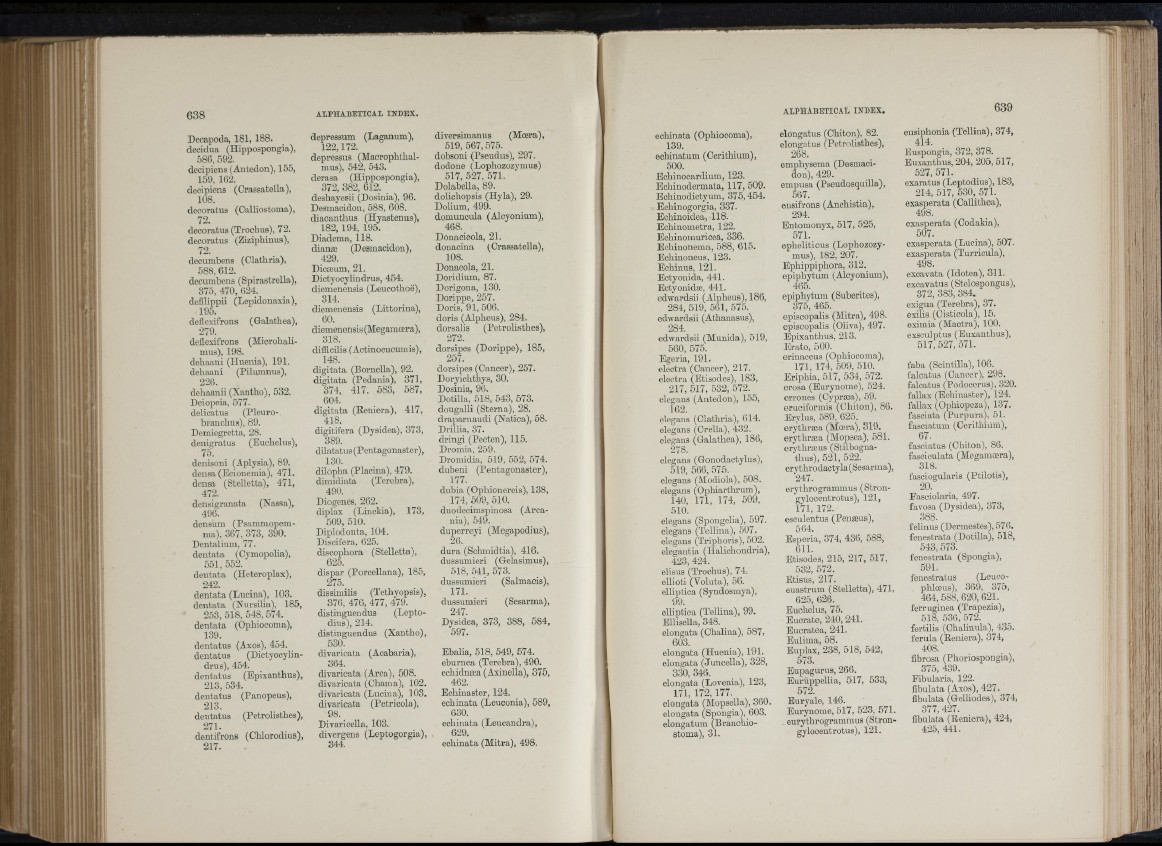 638
ALPHABETICAL INDEX.
Decapoda, 181, 188.
decidua (Hippospongia),
586, 592.
decipiens (Antedon), 155,
159, 162.
decipiens (Crassatella),
108.
decoratus (Calliostoma),
72.
decoratus (Trochus), 72.
decoratus (Ziziphinus),
72.
decumbens (Clathria),
588, 612.
decumbens (Spirastrella),
375, 470, 624.
defilippii (Lepidonaxia),
195.
deflexifrons (Galathea),
279.
deflexifrons (Microhali-
mus), 198.
dehaani (Huenia), 191.
dehaani (Pilumnus),
226.
dehaanii (Xantho), 532.
Deiopeia, 577.
delicatus (Pleuro-
branchus), 89.
Demiegretta, 28.
denigratus (Euchelus),
75.
denisoni (Aplysia), 89.
densa (Ecionemia), 471.
densa (Stelletta), 471,
472.
densigranata (Nassa),
496.
densum (Psammopem-
ma), 367, 373, 390.
Dentalium, 77.
dentata (Cymopolia),
551, 552.
dentata (Heteroplax),
242.
dentata (Lucina), 103.
dentata (Nursilia), 185,
253, 518, 548, 574.
dentata (Ophiocoma),
139.
dentatus (Axos), 454.
dentatus (Dictyocylin-
drus), 454.
dentatus (Epixanthus),
213, 534.
dentatus (Panopeus),
213.
dentatus (Petrolisthes),
271.
dentifrons (Chlorodius),
217.
depressum (Laganum),
122, 172.
depressus (Macrophthal-
mus), 542, 543.
derasa (Hippospongia),
372, 382, 612.
deshayesii (Dosinia), 96.
Desmacidon, 588, 608.
diacanthus (Hyastenus),
182, 194, 195.
Diadema, 118.
dianæ (Desmacidon),
429.
Dicæum, 21.
Dictyocylindrus, 454.
diemenensis (Leucothoë),
314.
diemenensis (Littorina),
60.
diemenensis (Megamœra),
318.
difficilis (Actinocucumis),
148.
digitata (Bornella), 92.
digitata (Pedania), 371,
374, 417, 583, 587,
604.
digitata (Reniera), 417,
418.
digitifera (Dysidea), 373,
389.
dilatatus (Pentagonaster),
130.
dilopha (Placina), 479.
dimidiata (Terebra),
490.
Diogenes, 262.
diplax (Linckia), 173,
509, 510.
Diplodonta, 104.
Discifera, 625.
discophora (Stelletta),
625.
dispar (Porcellana), 185,
275.
dissimilis (Tethyopsis),
376, 476, 477, 479.
distinguendus (Lepto-
dius), 214.
distinguendus (Xantho),
530.
divaricata (Acabaria),
364.
divaricata (Arca), 508.
divaricata (Chama), 102.
divaricata (Lucina), 103.
divaricata (Petricola),
98.
Divaricella, 103.
divergens (Leptogorgia),
344.
diversimanus (Mœra),
519, 567, 575.
dobsoni (Pseudus), 297.
dodone (Lophozozymus)
517, 527, 571.
Dolabella, 89.
dolichopsis (Hyla), 29.
Dolium, 499.
domuncula (Alcyonium),
468.
Donacicola, 21.
donacina (Crassatella),
108.
Donacola, 21.
Doridium, 87.
Dorigona, 130.
Dorippe, 257.
Doris, 91, 506.
doris (Alpheus), 284.
dorsalis (Petrolisthes),
272.
dorsipes (Dorippe), 185,
257.
dorsipes (Cancer), 257.
Doryichthys, 30.
Dosinia, 96.
Dotilla, 518, 543, 573.
dougalli (Sterna), 28.
draparnaudi (Natica), 58.
Drillia, 37.
dringi (Pecten), 115.
Dromia, 259.
Dromidia, 519, 552, 574.
dubeni (Pentagonaster),
177.
dubia (Ophionereis), 138,
174, 509, 510.
duodecimspinosa (Arca-
nia), 549.
duperreyi (Megapodius),
26.
dura (Schmidtia), 416.
dussumieri (Gelasimus),
518, 541, 573.
dussumieri (Salmacis),
171.
dussumieri (Sesarma),
247.
Dysidea, 373, 388, 584,
597.
Ebalia, 518, 549, 574.
eburnea (Terebra), 490.
echidnæa (Axinella), 375,
462.
Echinaster, 124.
echinata (Leuconia), 589,
630.
echinata (Leucandra),
629.
echinata (Mitra), 498.
ALPHABETICAL INDEX.
639
echinata (Ophiocoma),
139.
echinatum (Cerithium),
500.
Echinocardium, 123.
Echinodermata, 117, 509.
Echinodictyum, 375, 454.
Echinogorgia, 337.
Echinoidea, 118.
Echinometra, 122.
Echinomuricea, 336.
Echinonema, 588, 615.
Echinoneus, 123.
Echinus, 121.
Ectyonida, 441.
Ectyonidæ, 441.
edwardsii (Alpheus), 186,
284, 519, 561, 575.
edwardsii (Athanasus),
284.
edwardsii (Munida), 519,
560, 575.
Egeria, 191.
electra (Cancer), 217.
electra (Etisodes), 183,
217, 517, 532, 572.
elegans (Antedon), 155,
162.
elegans (Clathria), 614.
elegans (Crella), 432.
elegans (Galathea), 186,
278.
elegans (Gonodactylus),
519, 566, 575.
elegans (Modiola), 508.
elegans (Ophiarthrum),
140, 171, 174, 509,
510.
elegans (Spongelia), 597.
elegans (Tellina), 507.
elegans (Triphoris), 502.
elegantia (Halichondria),
423, 424.
elisus (Trochus), 74.
ellioti (Voluta), 56.
elliptica (Syndosmya),
99.
elliptica (Tellina), 99.
Ellisella, 348.
elongata (Chalina), 587,
603.
elongata (Huenia), 191.
elongata (Juncella), 328,
330, 346.
elongata (Lovenia), 123,
171, 172, 177.
elongata (Mopsella), 360.
elongata (Spongia), 603.
elongatum (Branchio-
stoma), 31.
elongatus (Chiton), 82.
elongatus (Petrolisthes),
268.
emphysema (Desmaci-
don), 429.
empusa (Pseudosquilla),
567.
ensifrons (Anchistia),
294.
Entomonyx, 517, 525,
571.
epheliticus (Lophozozy-
mus), 182, 207.
Ephippiphora, 312.
epiphytum (Alcyonium),
465.
epiphytum (Suberites),
375, 465.
episcopalis (Mitra), 498.
episcopalis (Oliva), 497.
Epixanthus, 213.
Erato, 500.
erinaceus (Ophiocoma),
171, 174, 509, 510.
Eriphia, 517, 534, 572.
erosa (Eurynome), 524.
errones (Cypræa), 59.
eruciformis (Chiton), 86.
Erylus, 589, 625.
erythræa (Mœra), 319.
erythræa (Mopsea), 581.
erythræus (Stilbogna-
thus), 521, 522.
erythrodactyla (Sesarma),
247.
erythrogrammus (Stron-
gylocentrotus), 121,
171, 172.
esculentus (Penæus),
564.
Esperia, 374, 436, 588,
611.
Etisodes, 215, 217, 517,
532, 572.
Etisus, 217.
euastrum (Stelletta), 471,
625, 626.
Euchelus, 75.
Eucrate, 240, 241.
Eucratea, 241.
Eulima, 58.
Euplax, 238, 518, 542,
573.
Eupagurus, 266.
Eurüppellia, 517, 533,
572.
Euryale, 146.
Eurynome, 517, 523, 571.
eurythrogrammus (Stron-
gylocentrotus), 121.
ensiphonia (Tellina), 374,
414.
Euspongia, 372, 378.
Euxanthus, 204, 205, 517,
527, 571.
exaratus (Leptodius), 183,
214, 517, 530, 571.
exasperata (Callithea),
498.
exasperata (Codakia),
507.
exasperata (Lucina), 507.
exasperata (Turricula),
498.
excavata (Idotea), 311.
excavatus (Stelospongus),
372, 383, 384.
exigua (Terebra), 37.
exilis (Cisticola), 15.
eximia (Mactra), 100.
exsculptus (Euxanthus),
517, 527, 571.
faba (Scintilla), 106.
falcatus (Cancer), 298.
falcatus (Podocerus), 320.
fallax (Echinaster), 124.
fallax (Ophiopeza), 137.
fasciata (Purpura), 51.
fasciatum (Cerithium),
67.
fasciatus (Chiton), 86.
fasciculata (Megamœra),
318.
fasciogularis (Ptilotis),
20.
Fasciolaria, 497.
favosa (Dysidea), 373,
388.
felinus (Dermestes), 576.
fenestrata (Dotilla), 518,
543, 573.
fenestrata (Spongia),
591.
fenestratus (Leuco-
phlœus), 369, 375,
464, 588, 620, 621.
ferruginea (Trapezia),
518, 536, 572.
fertilis (Chalinula), 435.
ferula (Reniera), 374,
408.
fibrosa (Phoriospongia),
375, 439.
Fibularia, 122.
fibulata (Axos), 427.
fibulata (Gelliodes), 374,
377, 427.
fibulata (Reniera), 424,
425, 441.